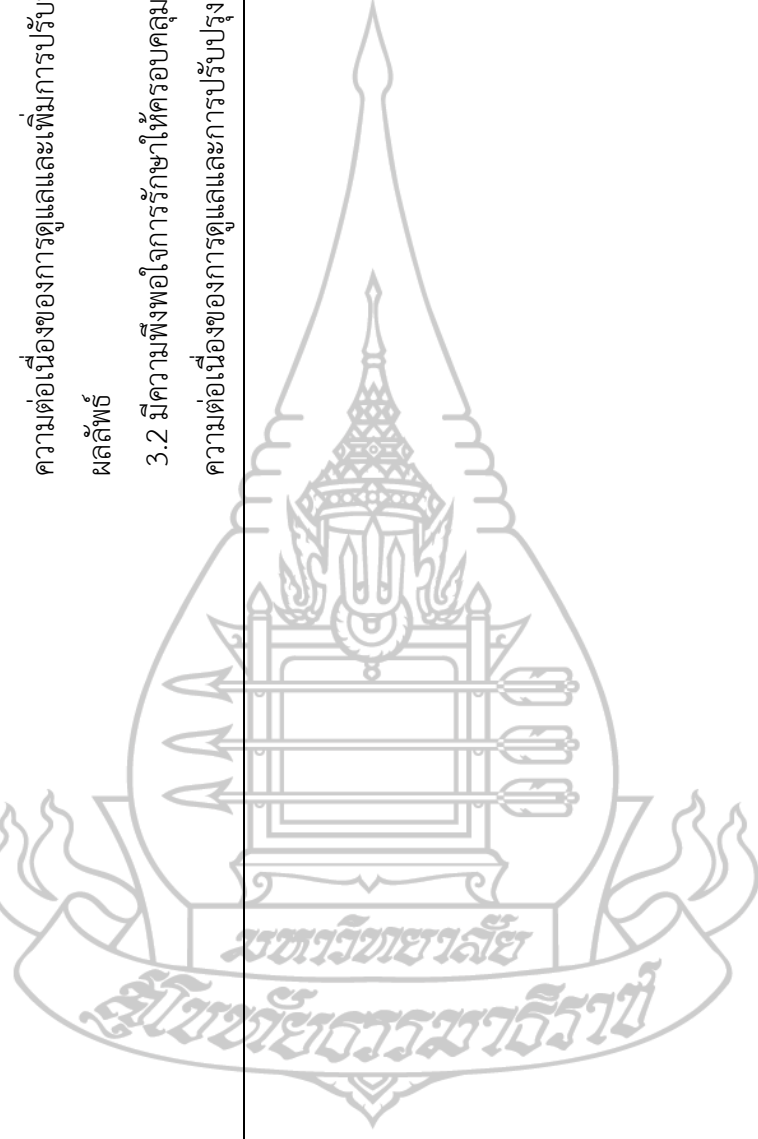 ความต่อเนื่องของการดูแลและเพิ่มการปรับ
ผลลัพธ์
3.2 มีความพึงพอใจการรักษาให้ครอบคลุม
ความต่อเนื่องของการดูแลและการปรับปรุง
มหาวิทยาลัย
สุโขทัยธรรมาธิราช